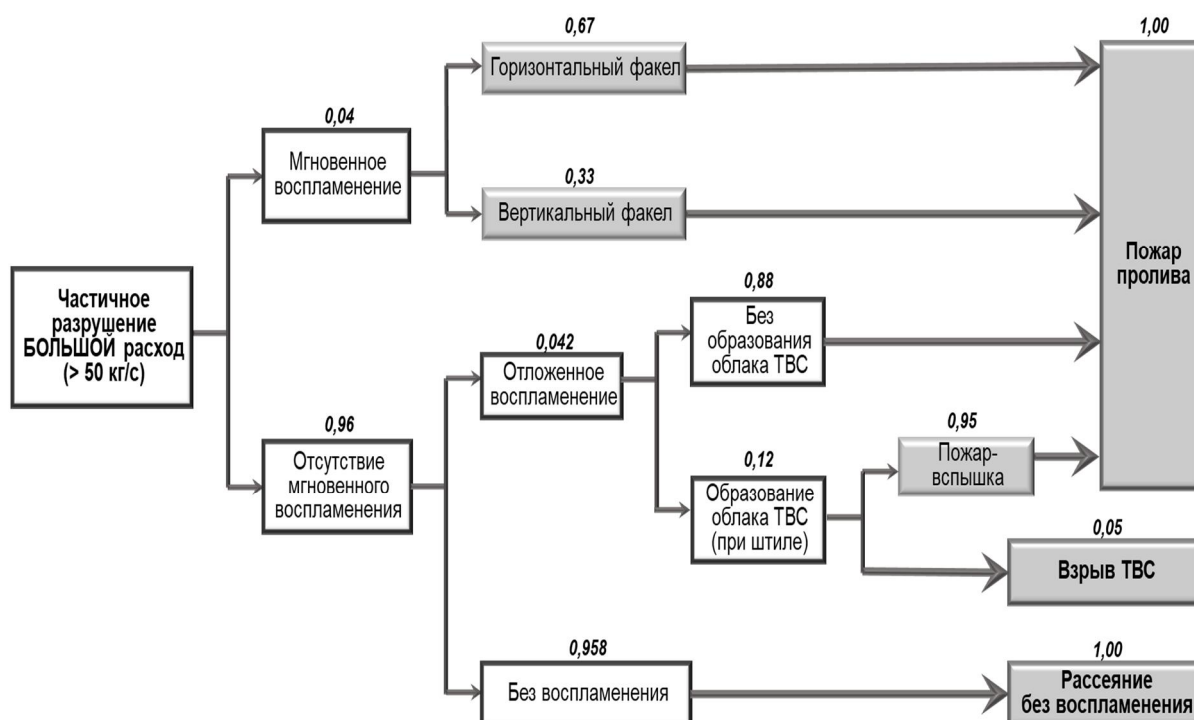 0,67
1,00
Горизонтальный факел
0,04
Мгновенное
воспламенение
0,33
Вертикальный факел
Пожар
пролива
Частичное
разрушение
БОЛЬШОЙ расход
(> 50 кг/с)
0,88
Без
образования
облака ТВС
0,042
Отложенное
воспламенение
0,96
Отсутствие
мгновенного
воспламенения
0,95
Пожар-
вспышка
0,12
Образование
облака ТВС
(при штиле)
0,05
Взрыв ТВС
0,958
Без воспламенения
1,00
Рассеяние
без воспламенения